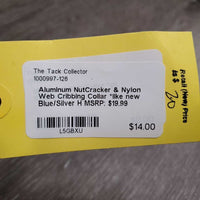 The Tack Collector
1000997-126
Aluminum NutCracker & Nylon
Web Cribbing Collar *like new
Blue/Silver H MSRP: $19.99
L5GBXU
$14.00
Retail (New) Price
20